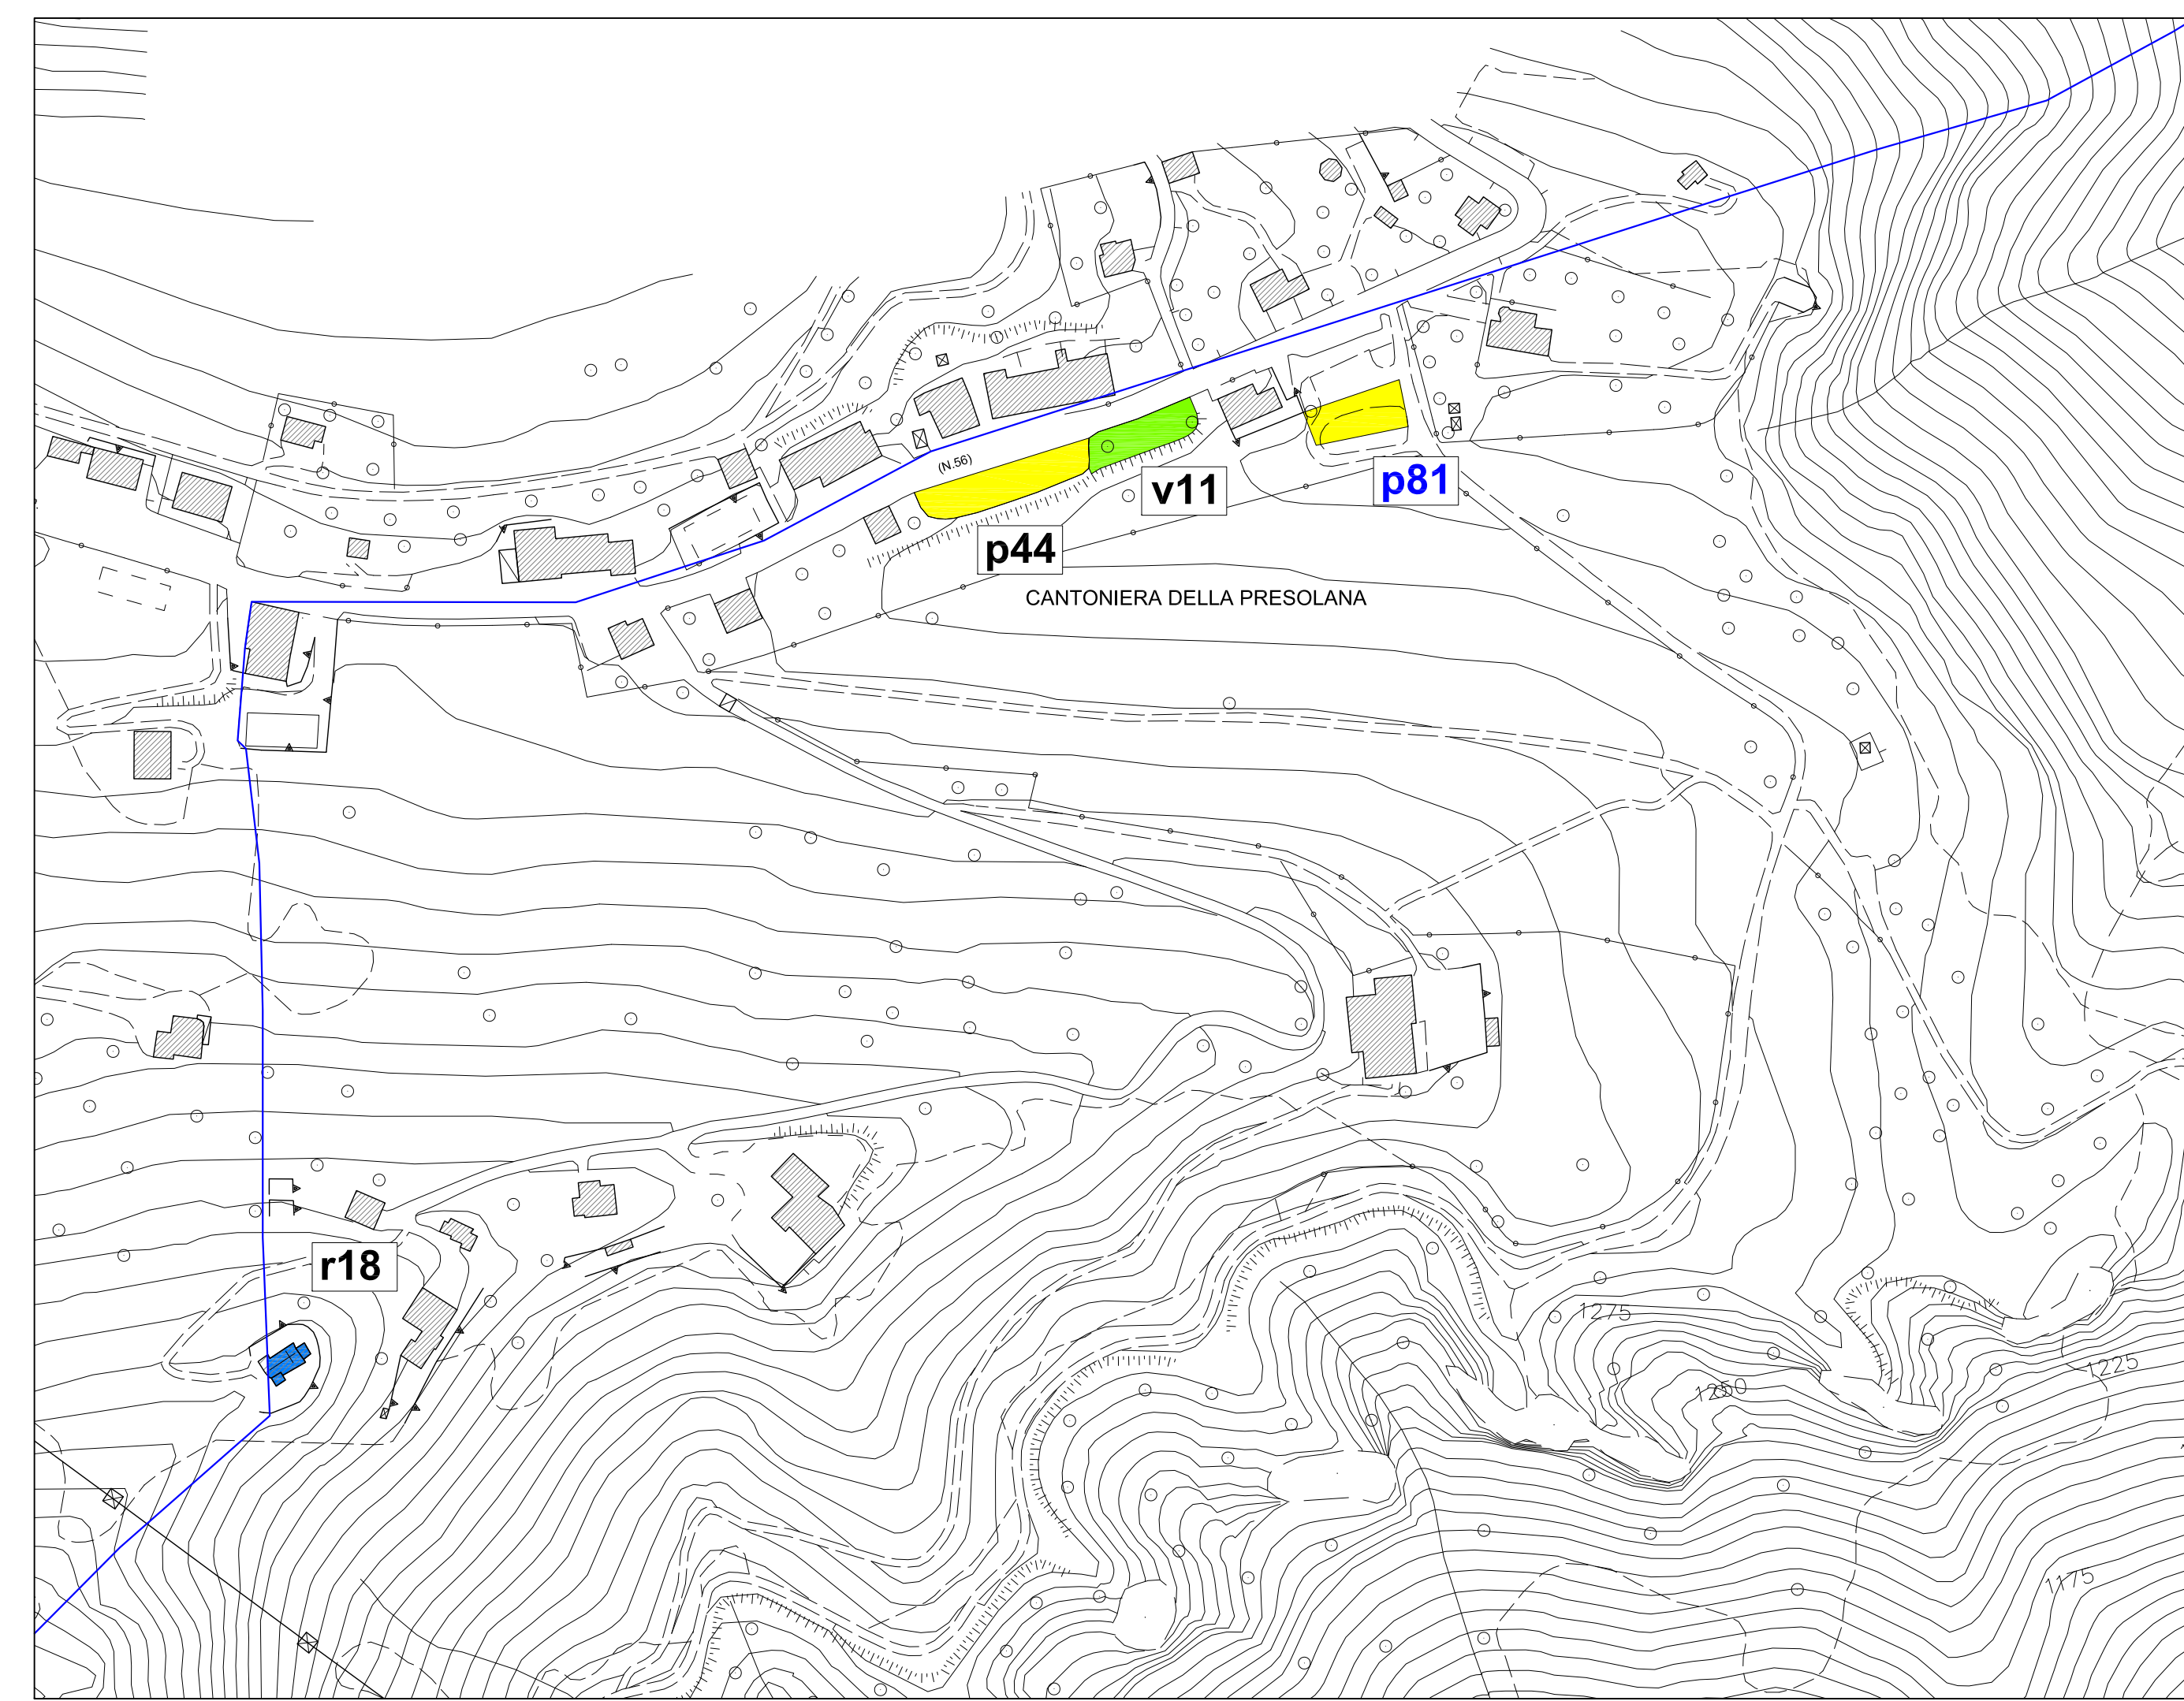 (N.56)
v11
p81
p44
CANTONIERA DELLA PRESOLANA
r18
1275
1250
1225
1175